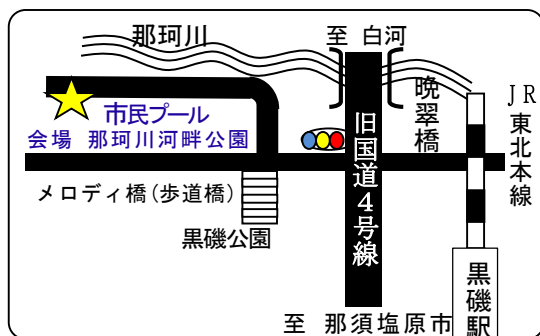 那珂川
至 白河
晩翠橋
JR東北本線
市民プール
会場 那珂川河畔公園
旧国道4号線
メロディ橋(歩道橋)
黒磯公園
黒磯駅
至 那須塩原市